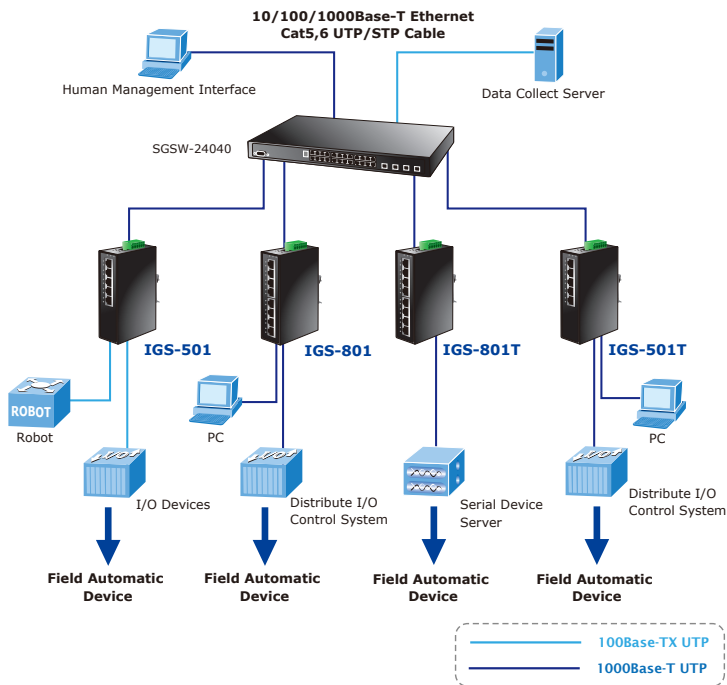 10/100/1000Base-T Ethernet
Cat5,6 UTP/STP Cable
Human Management Interface
Data Collect Server
SGSW-24040
IGS-501
IGS-801
IGS-801T
IGS-501T
ROBOT
Robot
PC
PC
I/O Devices
Distribute I/O
Control System
Serial Device
Server
Distribute I/O
Control System
Field Automatic
Device
Field Automatic
Device
Field Automatic
Device
Field Automatic
Device
100Base-TX UTP
1000Base-T UTP